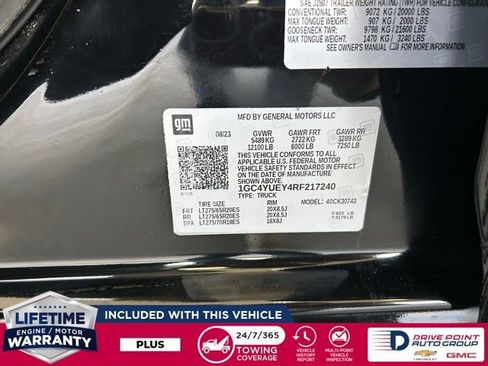 SAE J2807 TRAILER WEIGHT RATING (TWR) FOR VEHICLE CONFIGURA
CONVENTIONAL TWR: 9072 KG / 20000 LBS
MAX TONGUE WEIGHT: 907 KG / 2000 LBS
GOOSENECK TWR: 9798 KG / 21600 LBS
MAX TONGUE WEIGHT: 1470 KG / 3240 LBS
SEE OWNER'S MANUAL FOR MORE
gm
MFD BY GENERAL MOTORS LLC
08/23 GVWR GAWR FRT GAWR RR
5489 KG 2722 KG 3289 KG
12100 LB 6000 LB 7250 LB
THIS VEHICLE CONFORMS TO ALL
APPLICABLE U.S. FEDERAL MOTOR
VEHICLE SAFETY STANDARDS IN
EFFECT ON THE DATE OF MANUFACTURE
SHOWN ABOVE.
1GC4YUEY4RF217240
TYPE: TRUCK
TIRE SIZE RIM MODEL: 40CK30743
FRT LT275/65R20ES 20X8.5J
RR LT275/65R20ES 20X8.5J
SPA LT275/70R18ES 18X8J
LIFETIME
ENGINE / MOTOR
WARRANTY
INCLUDED WITH THIS VEHICLE
PLUS
24/7/365
TOWING
COVERAGE
VEHICLE
HISTORY
REPORT
MULTI-POINT
VEHICLE
INSPECTION
DRIVE POINT
AUTO GROUP
CHEVROLET GMC